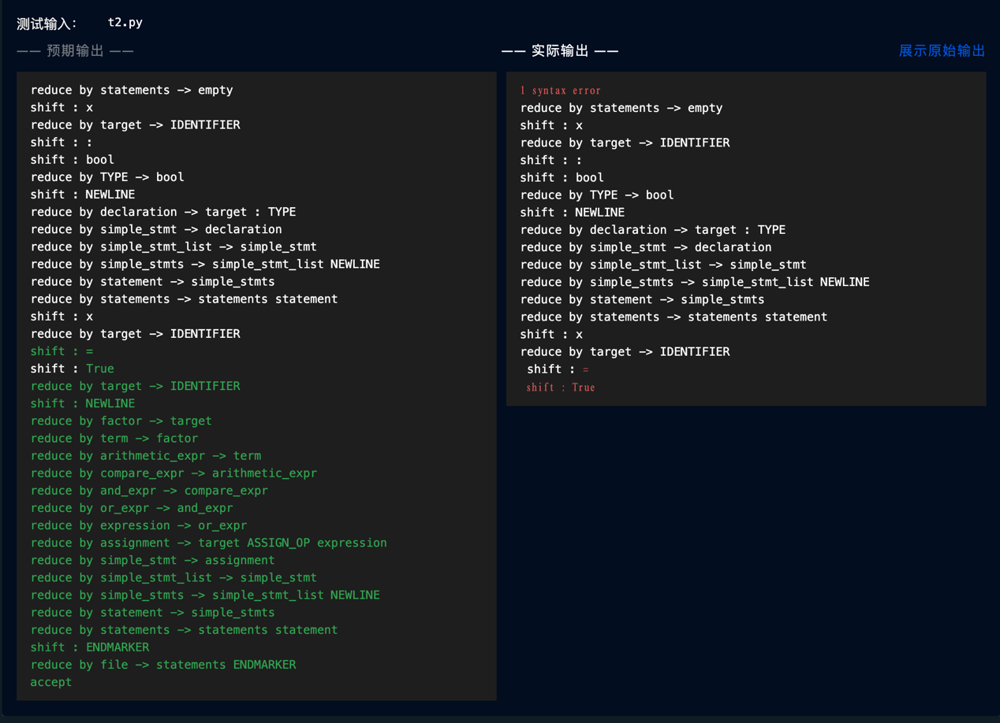 测试输入： t2.py
—— 预期输出 ——
reduce by statements -> empty
shift : x
reduce by target -> IDENTIFIER
shift : :
shift : bool
reduce by TYPE -> bool
shift : NEWLINE
reduce by declaration -> target : TYPE
reduce by simple_stmt -> declaration
reduce by simple_stmt_list -> simple_stmt
reduce by simple_stmts -> simple_stmt_list NEWLINE
reduce by statement -> simple_stmts
reduce by statements -> statements statement
shift : x
reduce by target -> IDENTIFIER
shift : =
shift : True
reduce by target -> IDENTIFIER
shift : NEWLINE
reduce by factor -> target
reduce by term -> factor
reduce by arithmetic_expr -> term
reduce by compare_expr -> arithmetic_expr
reduce by and_expr -> compare_expr
reduce by or_expr -> and_expr
reduce by expression -> or_expr
reduce by assignment -> target ASSIGN_OP expression
reduce by simple_stmt -> assignment
reduce by simple_stmt_list -> simple_stmt
reduce by simple_stmts -> simple_stmt_list NEWLINE
reduce by statement -> simple_stmts
reduce by statements -> statements statement
shift : ENDMARKER
reduce by file -> statements ENDMARKER
accept
—— 实际输出 ——
展示原始输出
1 syntax error
reduce by statements -> empty
shift : x
reduce by target -> IDENTIFIER
shift : :
shift : bool
reduce by TYPE -> bool
shift : NEWLINE
reduce by declaration -> target : TYPE
reduce by simple_stmt -> declaration
reduce by simple_stmt_list -> simple_stmt
reduce by simple_stmts -> simple_stmt_list NEWLINE
reduce by statement -> simple_stmts
reduce by statements -> statements statement
shift : x
reduce by target -> IDENTIFIER
shift : =
shift : True